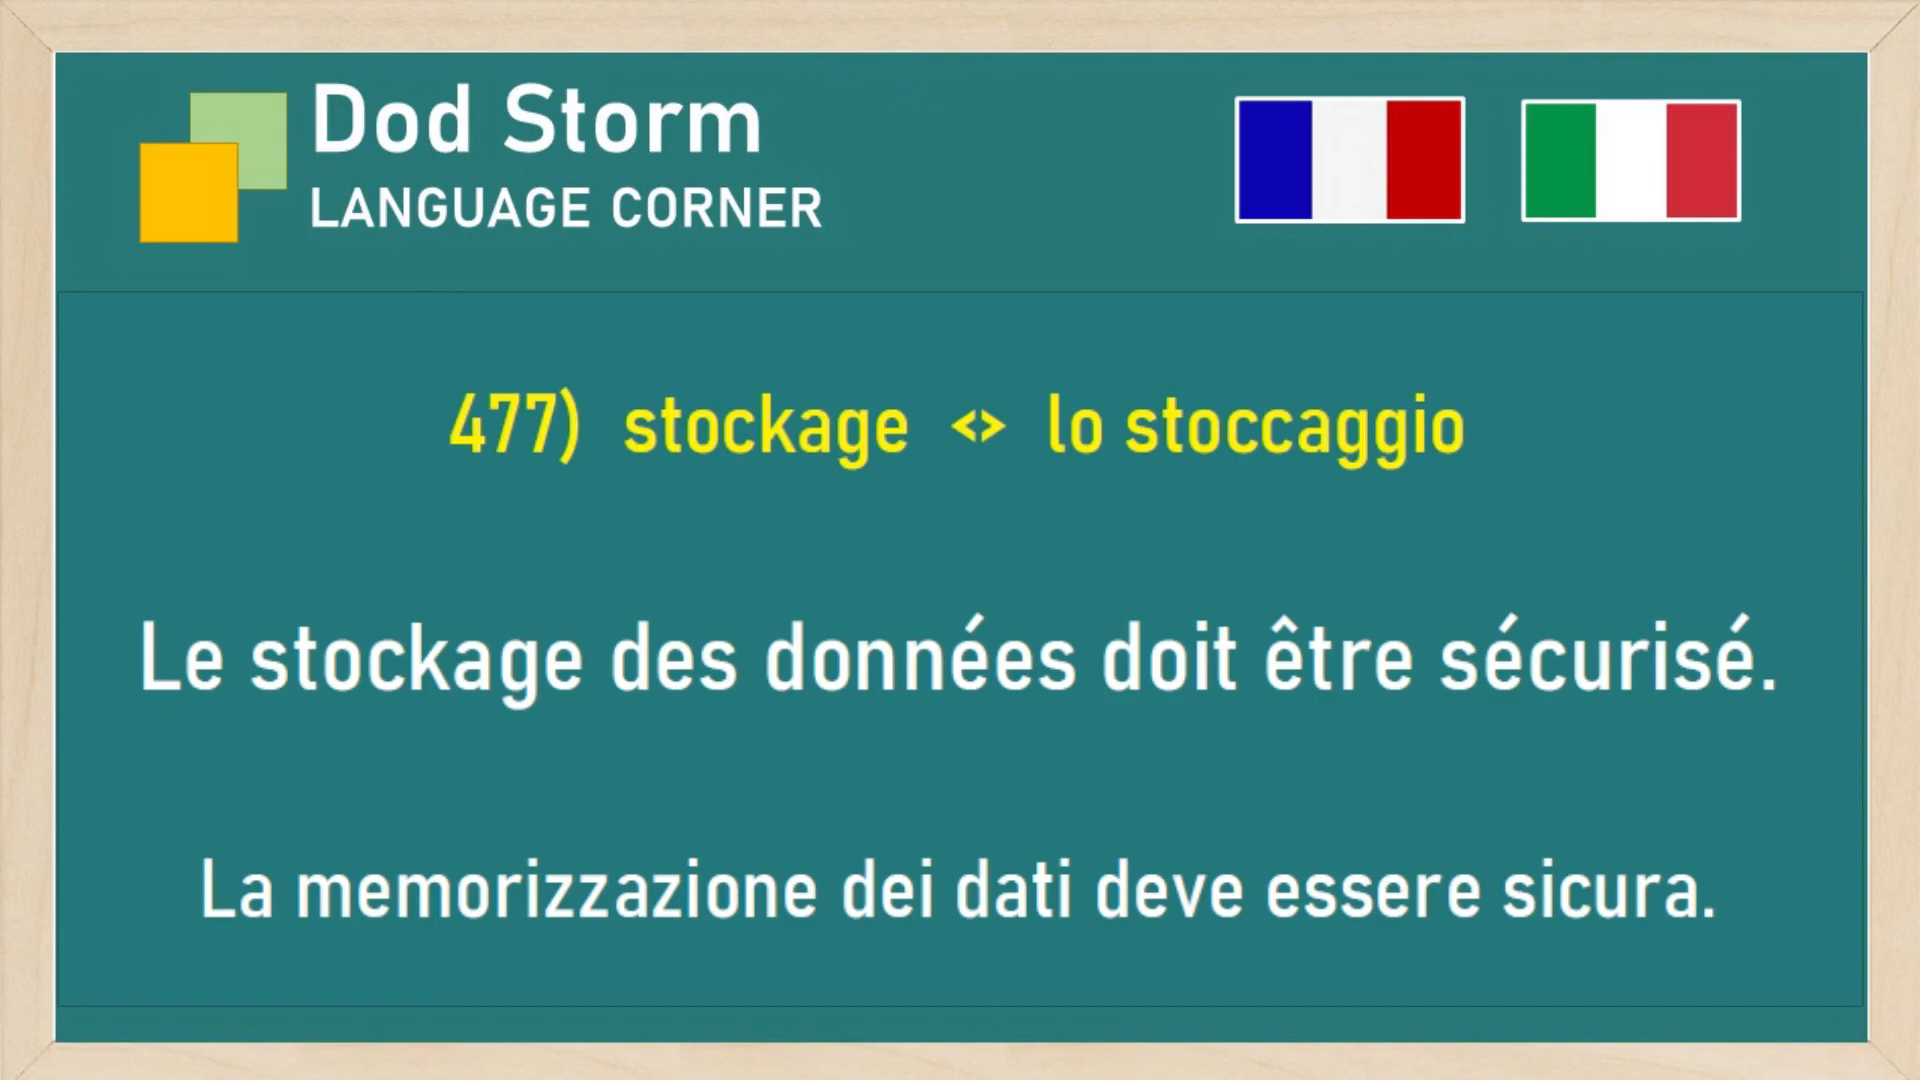 Dod Storm
LANGUAGE CORNER
477) stockage <> lo stoccaggio
Le stockage des données doit être sécurisé.
La memorizzazione dei dati deve essere sicura.